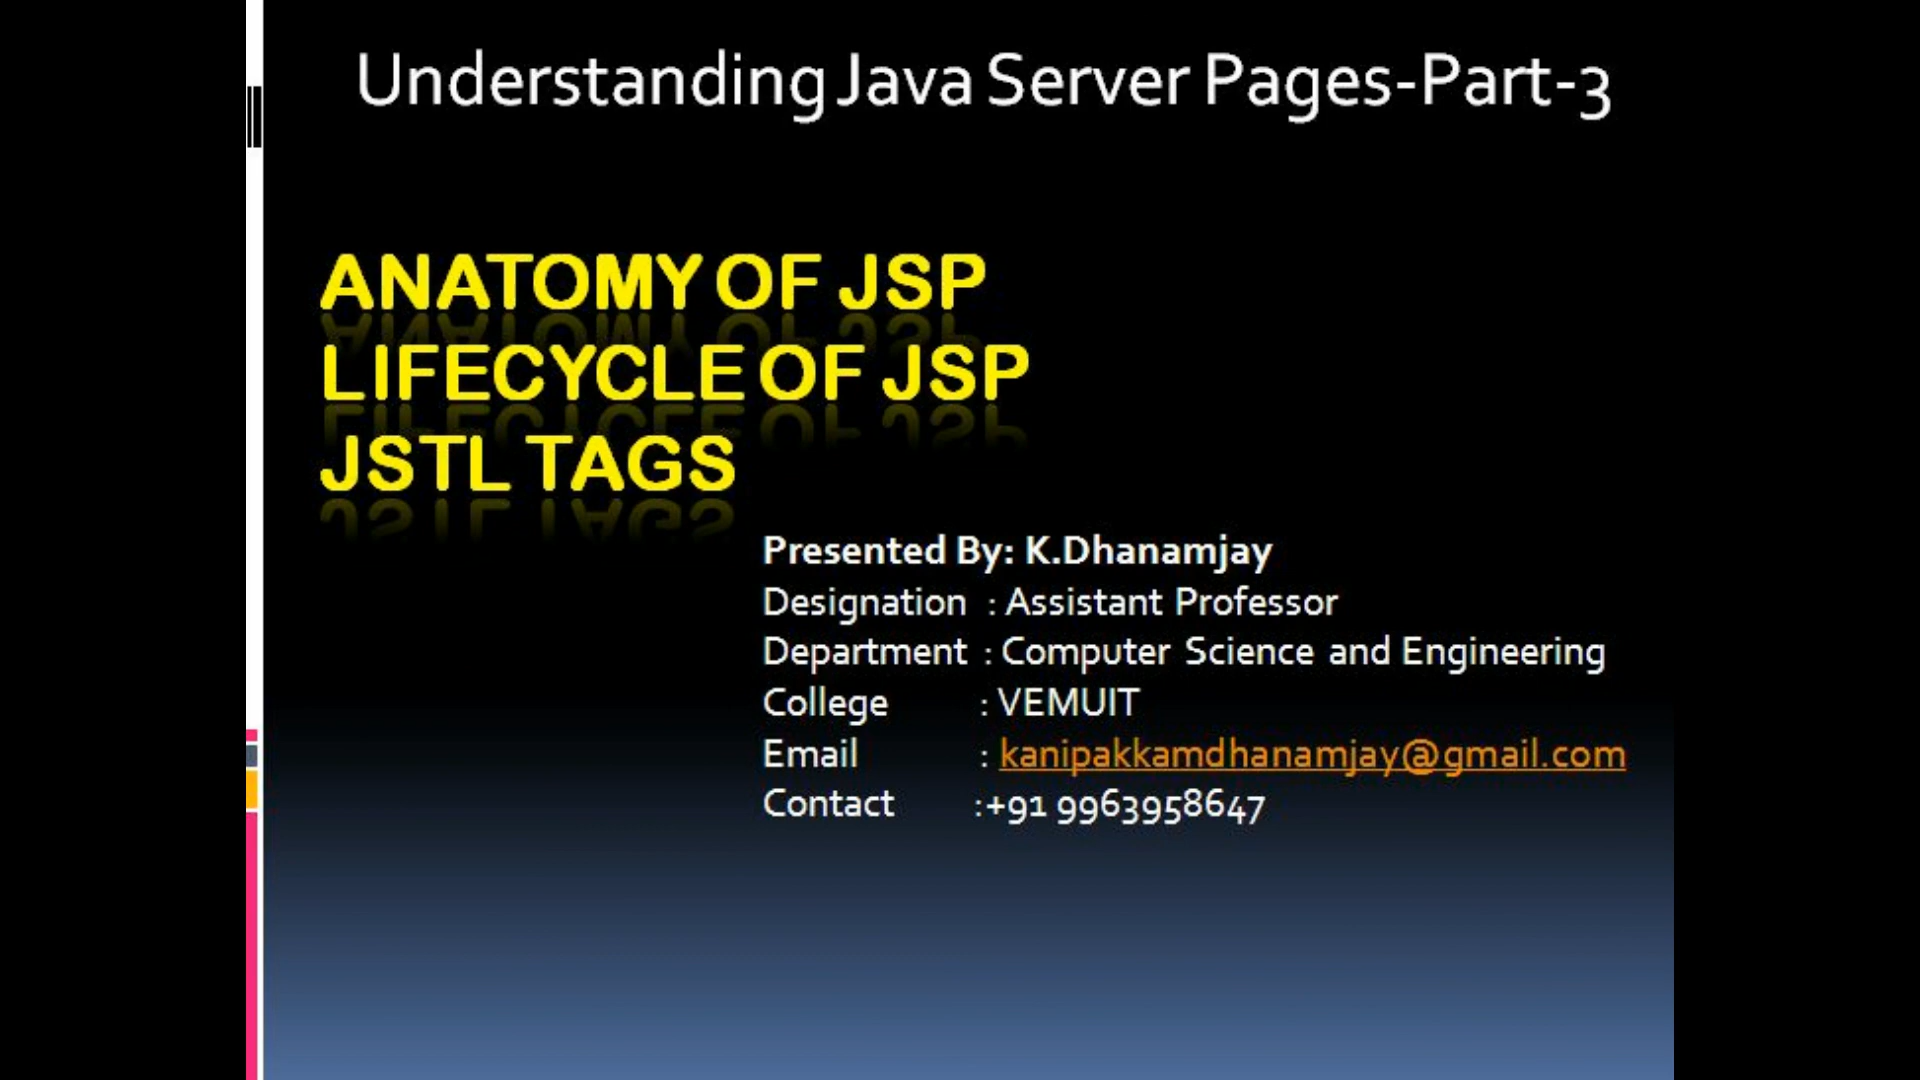 Understanding Java Server Pages-Part-3
ANATOMY OF JSP
LIFECYCLE OF JSP
JSTL TAGS
Presented By: K.Dhanamjay
Designation : Assistant Professor
Department : Computer Science and Engineering
College : VEMUIT
Email : kanipakkamdhanamjay@gmail.com
Contact :+91 9963958647